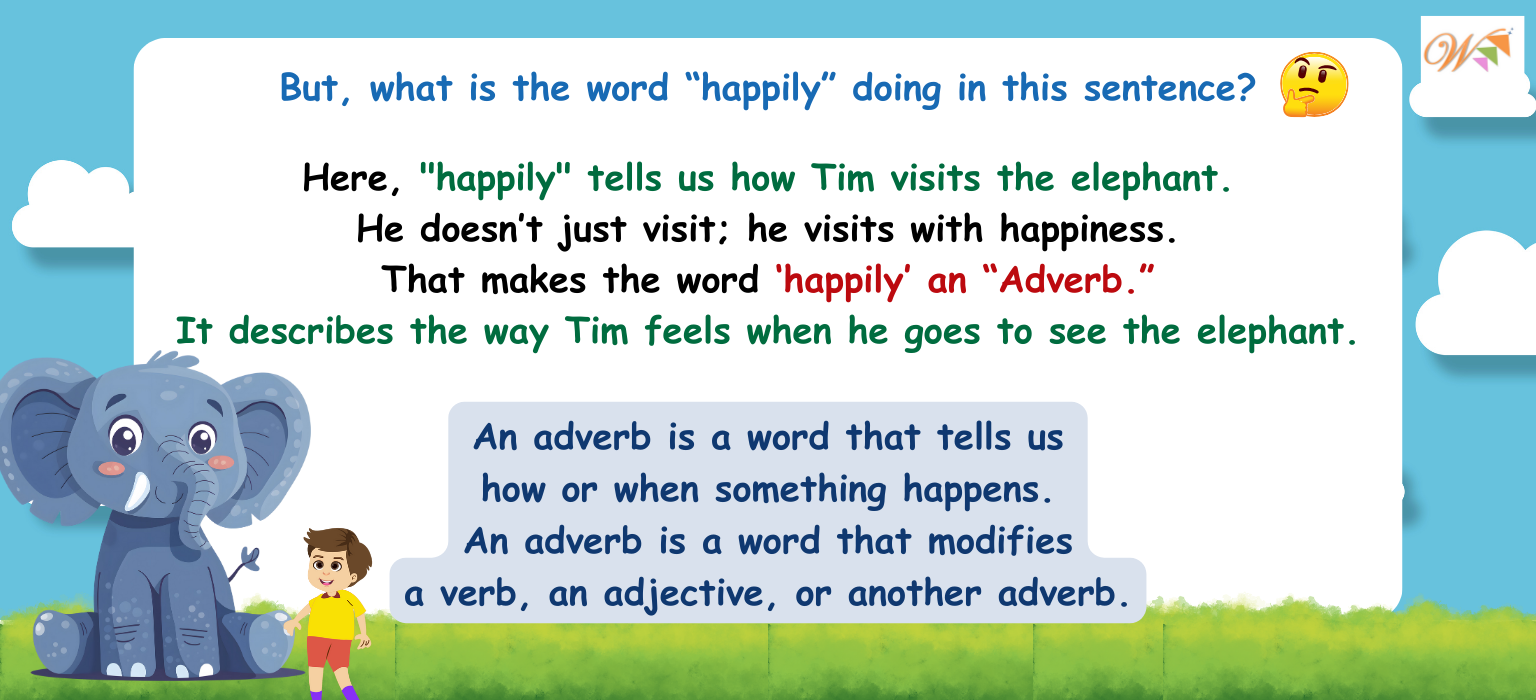 But, what is the word “happily” doing in this sentence?
Here, "happily" tells us how Tim visits the elephant.
He doesn’t just visit; he visits with happiness.
That makes the word ‘happily’ an “Adverb.”
It describes the way Tim feels when he goes to see the elephant.
An adverb is a word that tells us
how or when something happens.
An adverb is a word that modifies
a verb, an adjective, or another adverb.
W